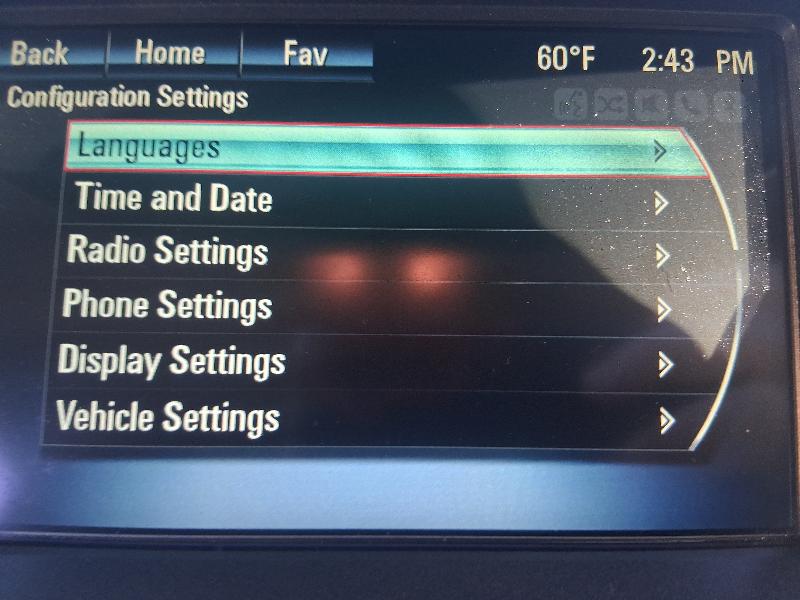 Back Home Fav 60°F 2:43 PM
Configuration Settings
Languages
Time and Date
Radio Settings
Phone Settings
Display Settings
Vehicle Settings